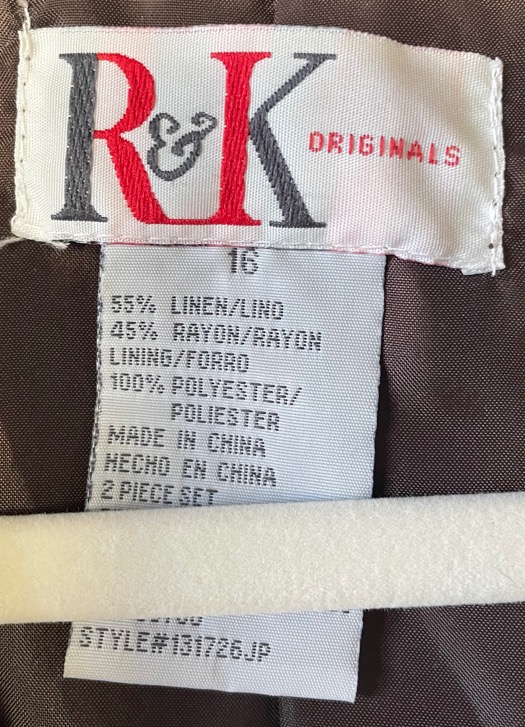 R&K ORIGINALS
16
55% LINEN/LINO
45% RAYON/RAYON
LINING/FORRO
100% POLYESTER/
POLIESTER
MADE IN CHINA
HECHO EN CHINA
2 PIECE SET
STYLE#131726JP